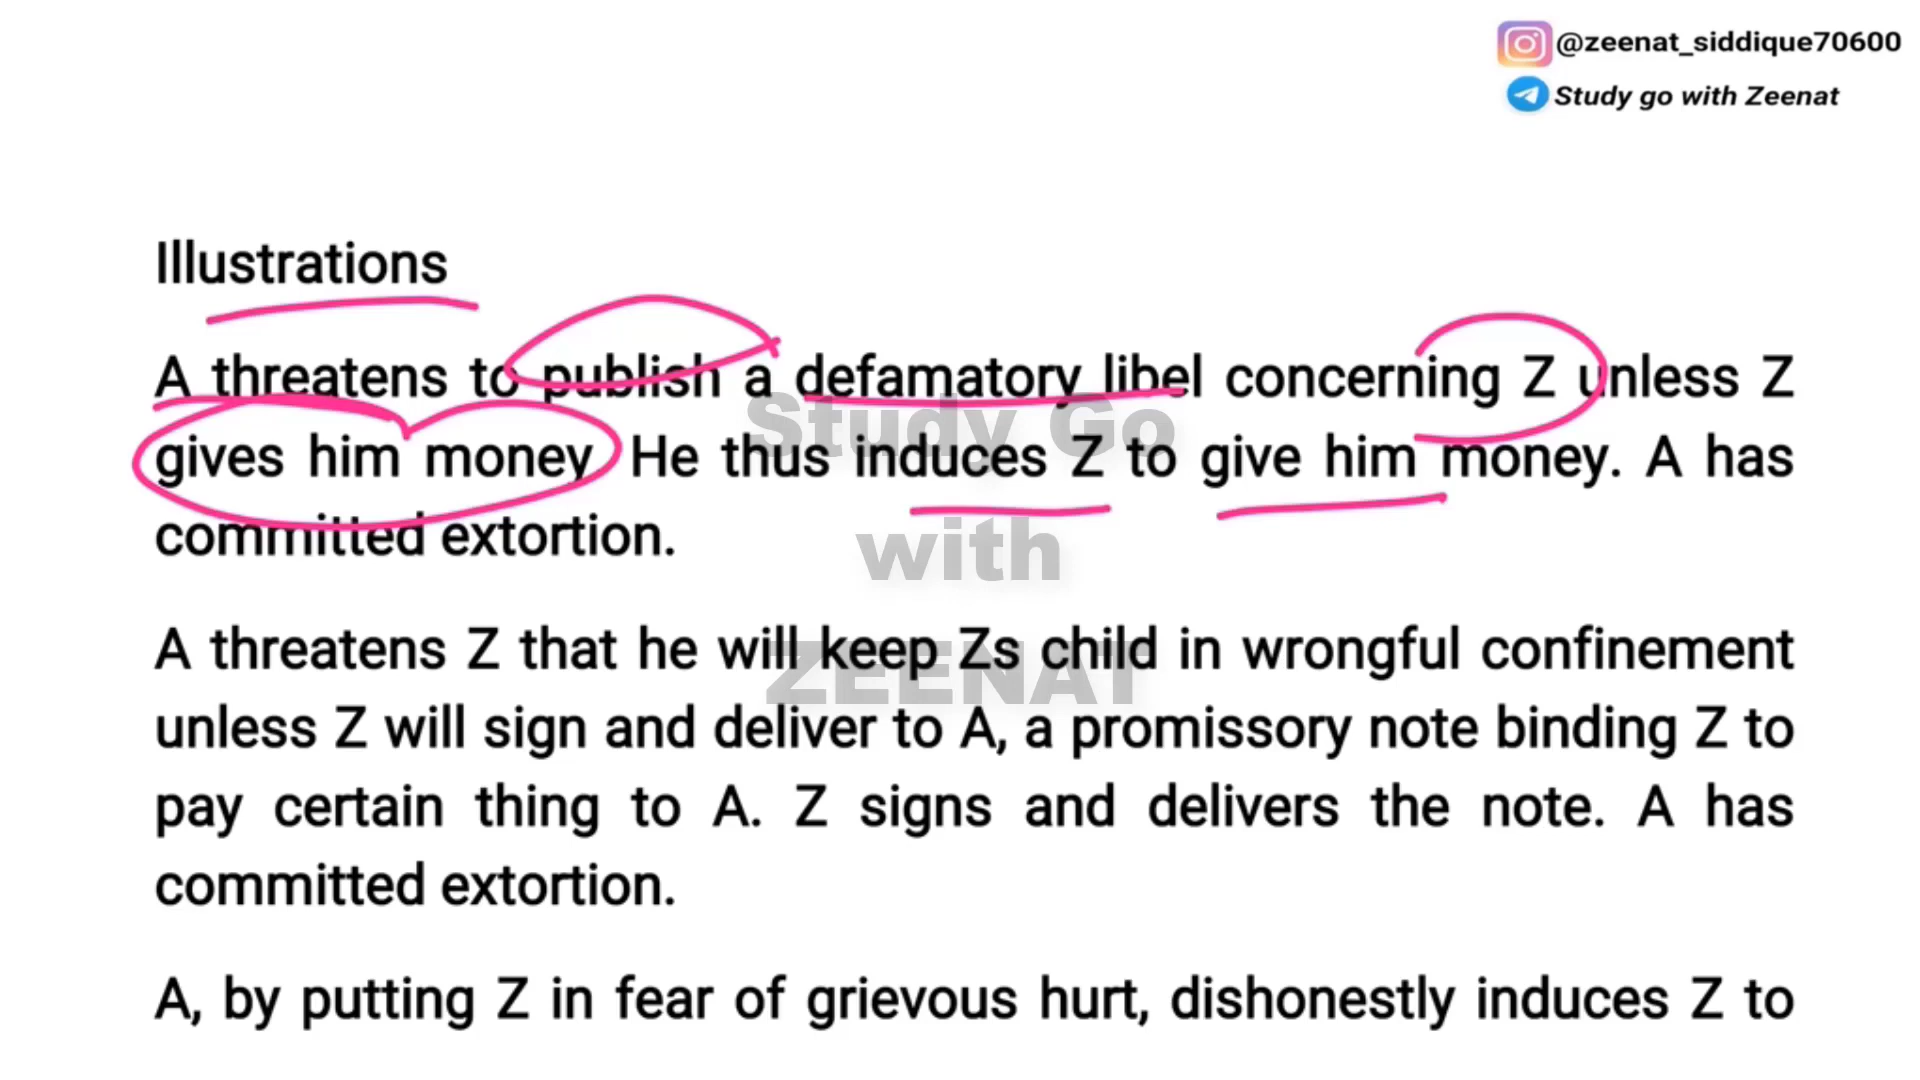 @zeenat_siddique70600
Study go with Zeenat
Illustrations
A threatens to publish a defamatory libel concerning Z unless Z
gives him money He thus induces Z to give him money. A has
committed extortion.
A threatens Z that he will keep Zs child in wrongful confinement
unless Z will sign and deliver to A, a promissory note binding Z to
pay certain thing to A. Z signs and delivers the note. A has
committed extortion.
A, by putting Z in fear of grievous hurt, dishonestly induces Z to
Study Go
with
ZEENAT